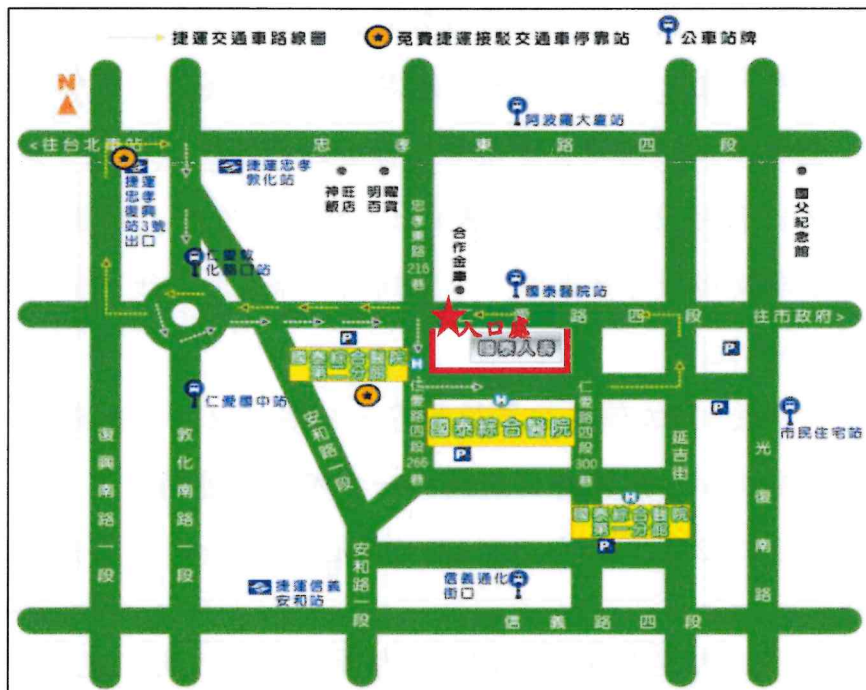 捷運交通車路線圖
免費捷運接駁交通車停靠站
公車站牌
N
阿波羅大廈站
<往台北車站
忠孝東路四段
捷運
忠孝
復興
站3號
出口
捷運忠孝
敦化站
神旺
飯店
明曜
百貨
忠孝東路216巷
合作金庫
國父紀念館
仁愛敦
化路口站
國泰醫院站
路四段
往市政府>
入口處
國泰人壽
P
國泰綜合醫院
第一分館
H
P
仁愛國中站
仁愛路四段266巷
H
國泰綜合醫院
P
仁愛路四段300巷
延吉街
P
市民住宅站
光復南路
復興南路一段
敦化南路一段
安和路一段
H
國泰綜合醫院
第二分館
P
安和路一段
捷運信義
安和站
信義通化
街口
信義路四段